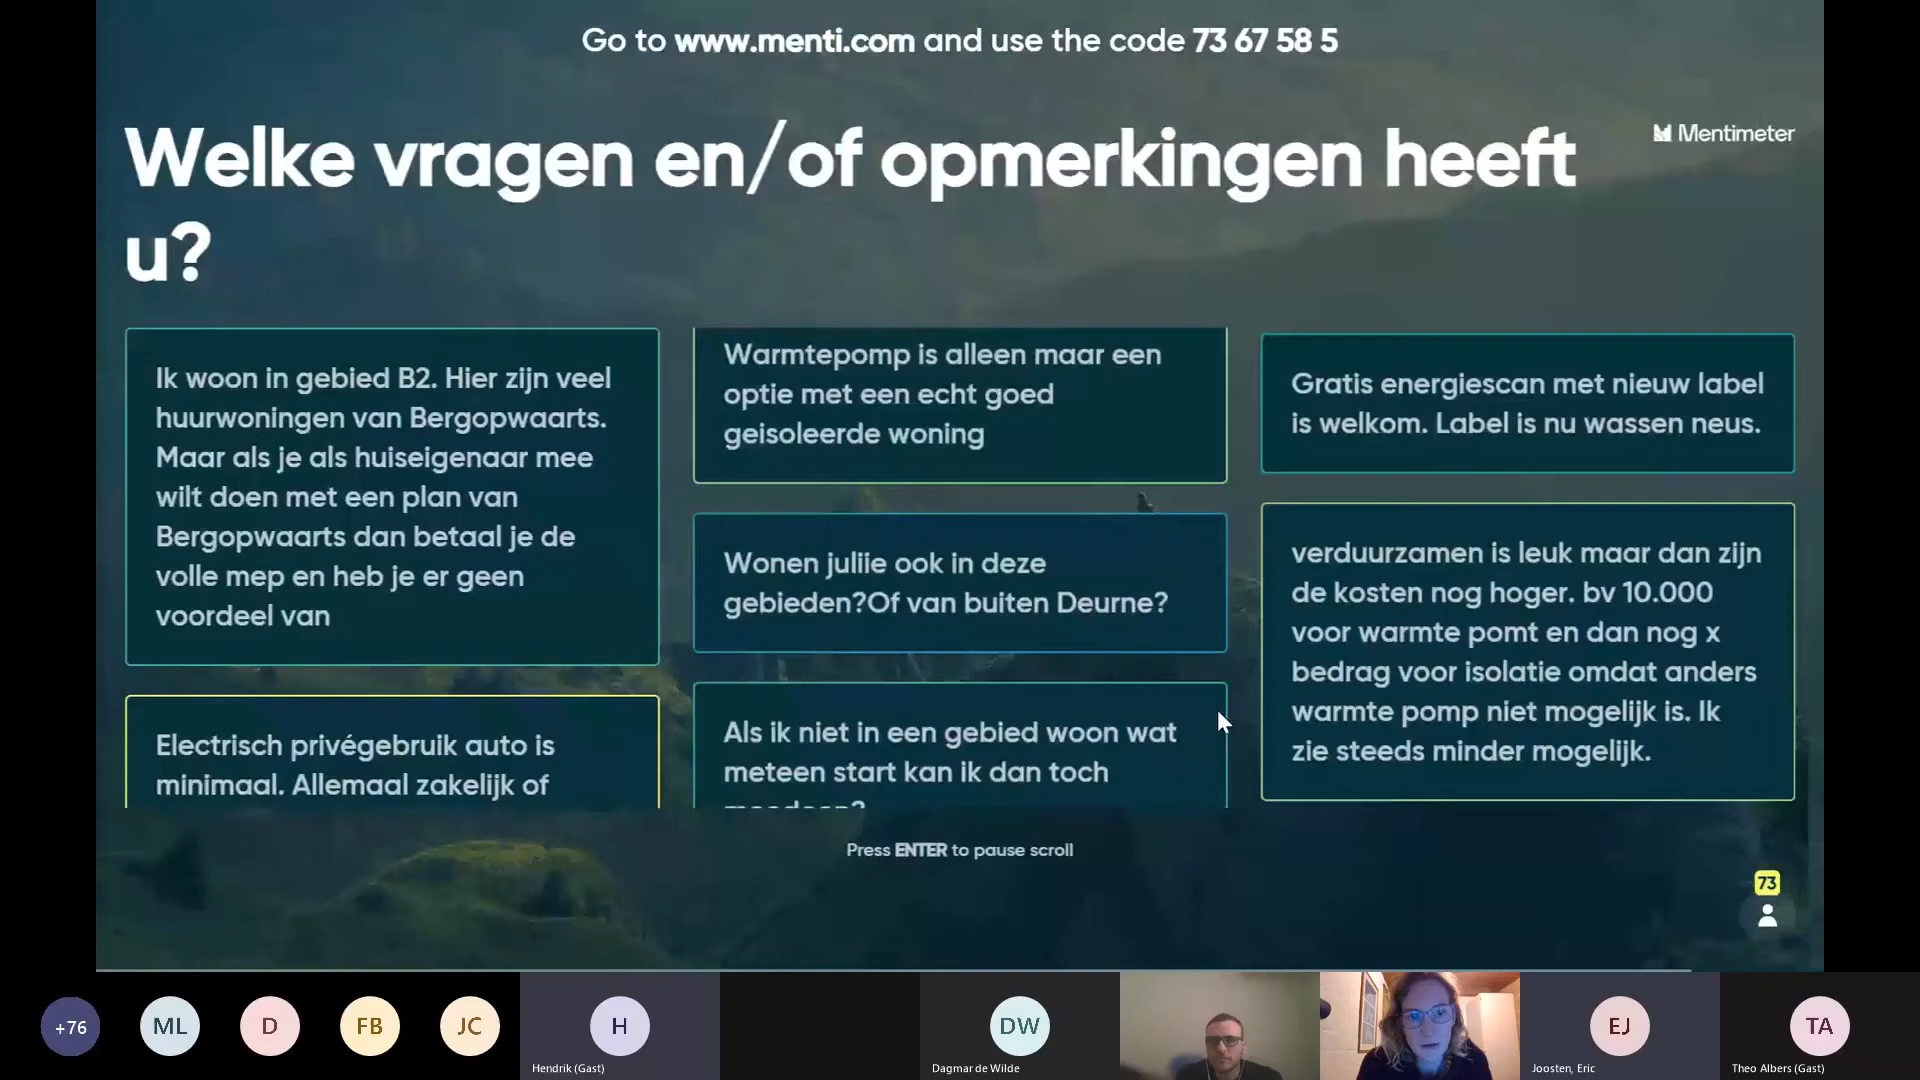 Go to www.menti.com and use the code 73 67 58 5
Mentimeter
Welke vragen en/of opmerkingen heeft
u?
Ik woon in gebied B2. Hier zijn veel
huurwoningen van Bergopwaarts.
Maar als je als huiseigenaar mee
wilt doen met een plan van
Bergopwaarts dan betaal je de
volle mep en heb je er geen
voordeel van
Electrisch privégebruik auto is
minimaal. Allemaal zakelijk of
Warmtepomp is alleen maar een
optie met een echt goed
geisoleerde woning
Wonen juliie ook in deze
gebieden?Of van buiten Deurne?
Als ik niet in een gebied woon wat
meteen start kan ik dan toch
Gratis energiescan met nieuw label
is welkom. Label is nu wassen neus.
verduurzamen is leuk maar dan zijn
de kosten nog hoger. bv 10.000
voor warmte pomt en dan nog x
bedrag voor isolatie omdat anders
warmte pomp niet mogelijk is. Ik
zie steeds minder mogelijk.
Press ENTER to pause scroll
73
+76
ML
D
FB
JC
H
Hendrik (Gast)
DW
Dagmar de Wilde
EJ
Joosten, Eric
TA
Theo Albers (Gast)